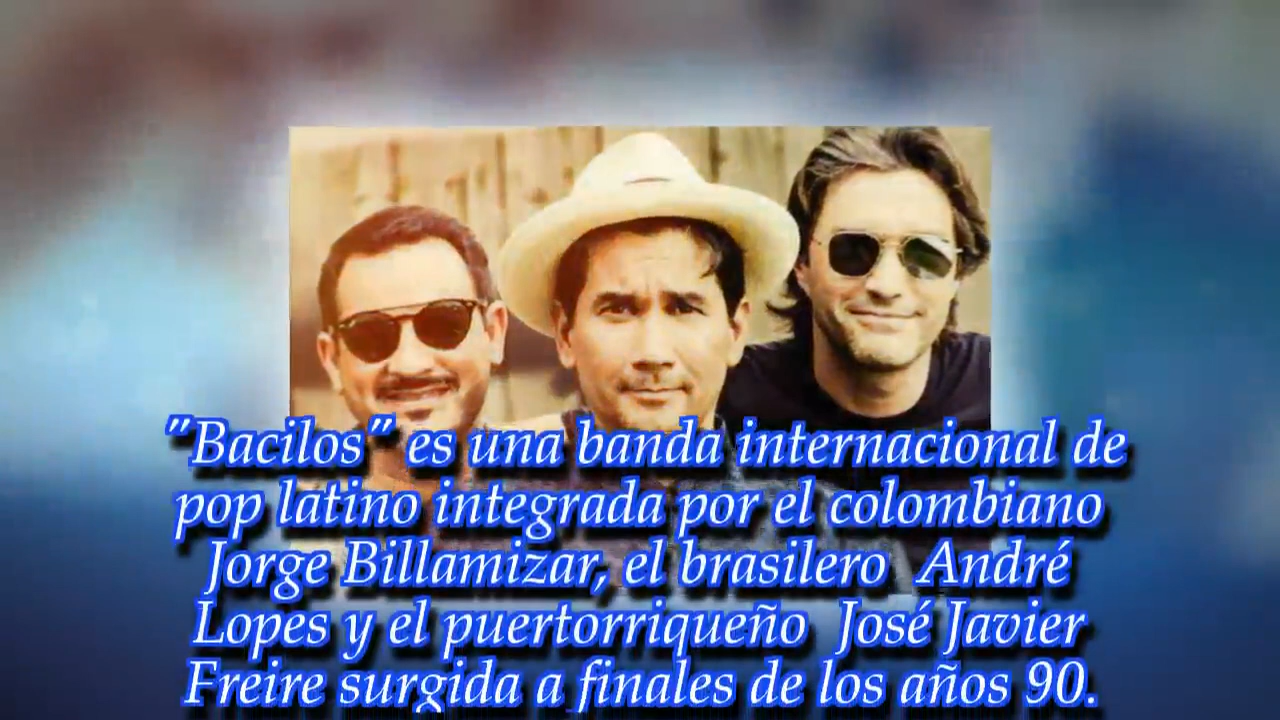 "Bacilos" es una banda internacional de
pop latino integrada por el colombiano
Jorge Billamizar, el brasilero André
Lopes y el puertorriqueño José Javier
Freire surgida a finales de los años 90.